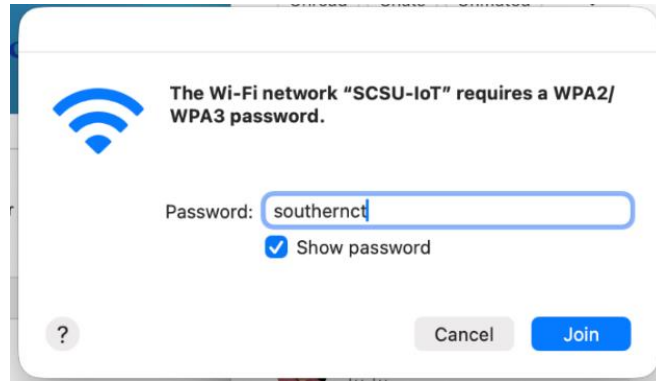 The Wi-Fi network “SCSU-IoT” requires a WPA2/
WPA3 password.
Password: southernct
Show password
?
Cancel
Join